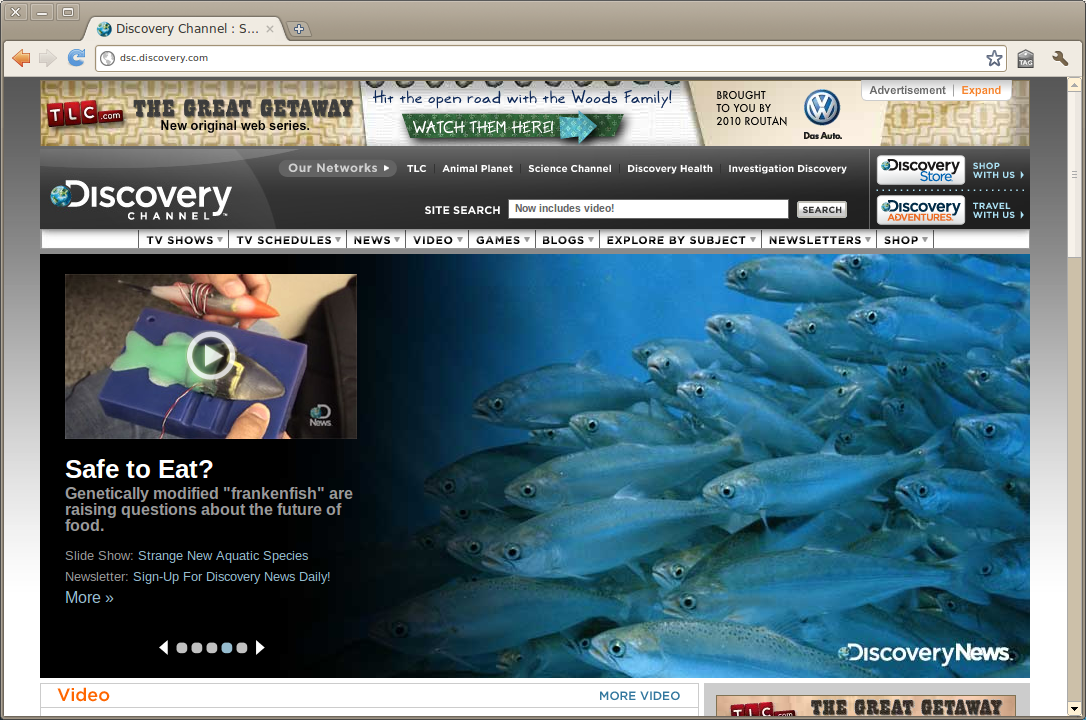 Discovery Channel : S...
dsc.discovery.com
TAG
TLC.com THE GREAT GETAWAY
New original web series.
Hit the open road with the Woods Family!
WATCH THEM HERE!
BROUGHT
TO YOU BY
2010 ROUTAN
Das Auto.
Advertisement | Expand
Our Networks
TLC
Animal Planet
Science Channel
Discovery Health
Investigation Discovery
Discovery
CHANNEL™
SITE SEARCH
Now includes video!
SEARCH
Discovery
Store
SHOP
WITH US
Discovery
ADVENTURES
TRAVEL
WITH US
TV SHOWS
TV SCHEDULES
NEWS
VIDEO
GAMES
BLOGS
EXPLORE BY SUBJECT
NEWSLETTERS
SHOP
D
News
Safe to Eat?
Genetically modified "frankenfish" are
raising questions about the future of
food.
Slide Show: Strange New Aquatic Species
Newsletter: Sign-Up For Discovery News Daily!
More »
Discovery News
Video
MORE VIDEO
TLC.com THE GREAT GETAWAY